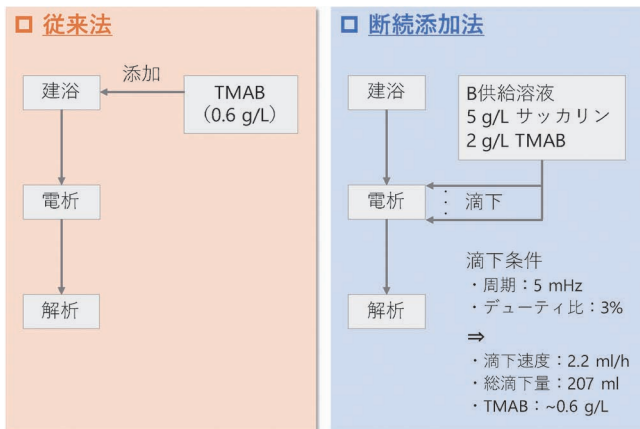 従来法
建浴
添加
TMAB
（0.6 g/L）
電析
解析
断続添加法
建浴
B供給溶液
5 g/L サッカリン
2 g/L TMAB
電析
滴下
解析
滴下条件
・周期：5 mHz
・デューティ比：3%
⇒
・滴下速度：2.2 ml/h
・総滴下量：207 ml
・TMAB：~0.6 g/L